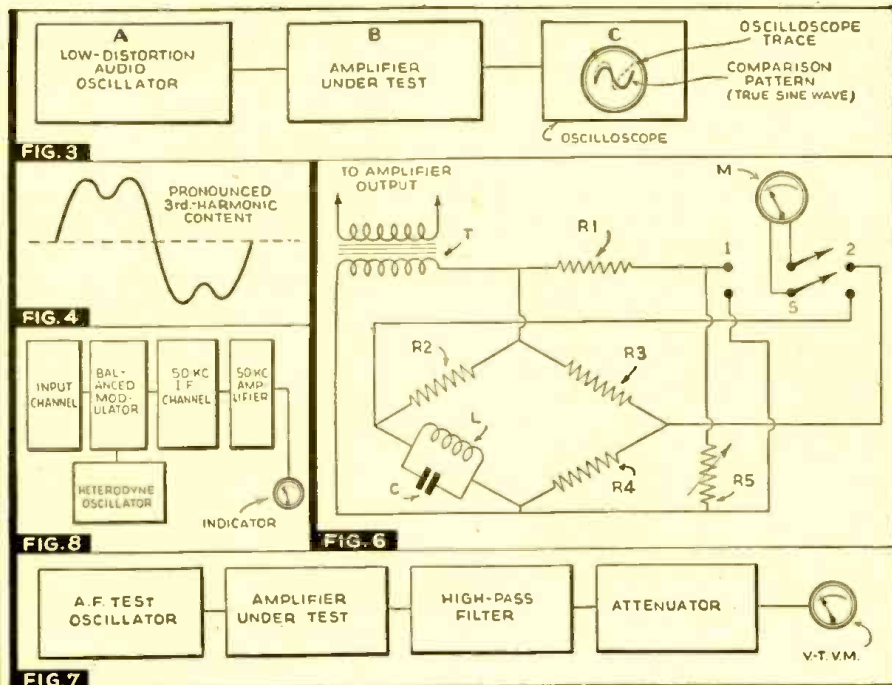 A
LOW-DISTORTION
AUDIO
OSCILLATOR
B
AMPLIFIER
UNDER TEST
C
OSCILLOSCOPE
TRACE
COMPARISON
PATTERN
(TRUE SINE WAVE)
OSCILLOSCOPE
FIG. 3
PRONOUNCED
3rd.-HARMONIC
CONTENT
FIG. 4
TO AMPLIFIER
OUTPUT
T
R1
M
1
2
S
R2
R3
L
C
R4
R5
FIG. 6
INPUT
CHANNEL
BAL-
ANCED
MOD-
ULATOR
50-KC
I.F.
CHANNEL
50-KC
AMP-
LIFIER
HETERODYNE
OSCILLATOR
INDICATOR
FIG. 8
A.F. TEST
OSCILLATOR
AMPLIFIER
UNDER TEST
HIGH-PASS
FILTER
ATTENUATOR
V.-T. V.M.
FIG. 7